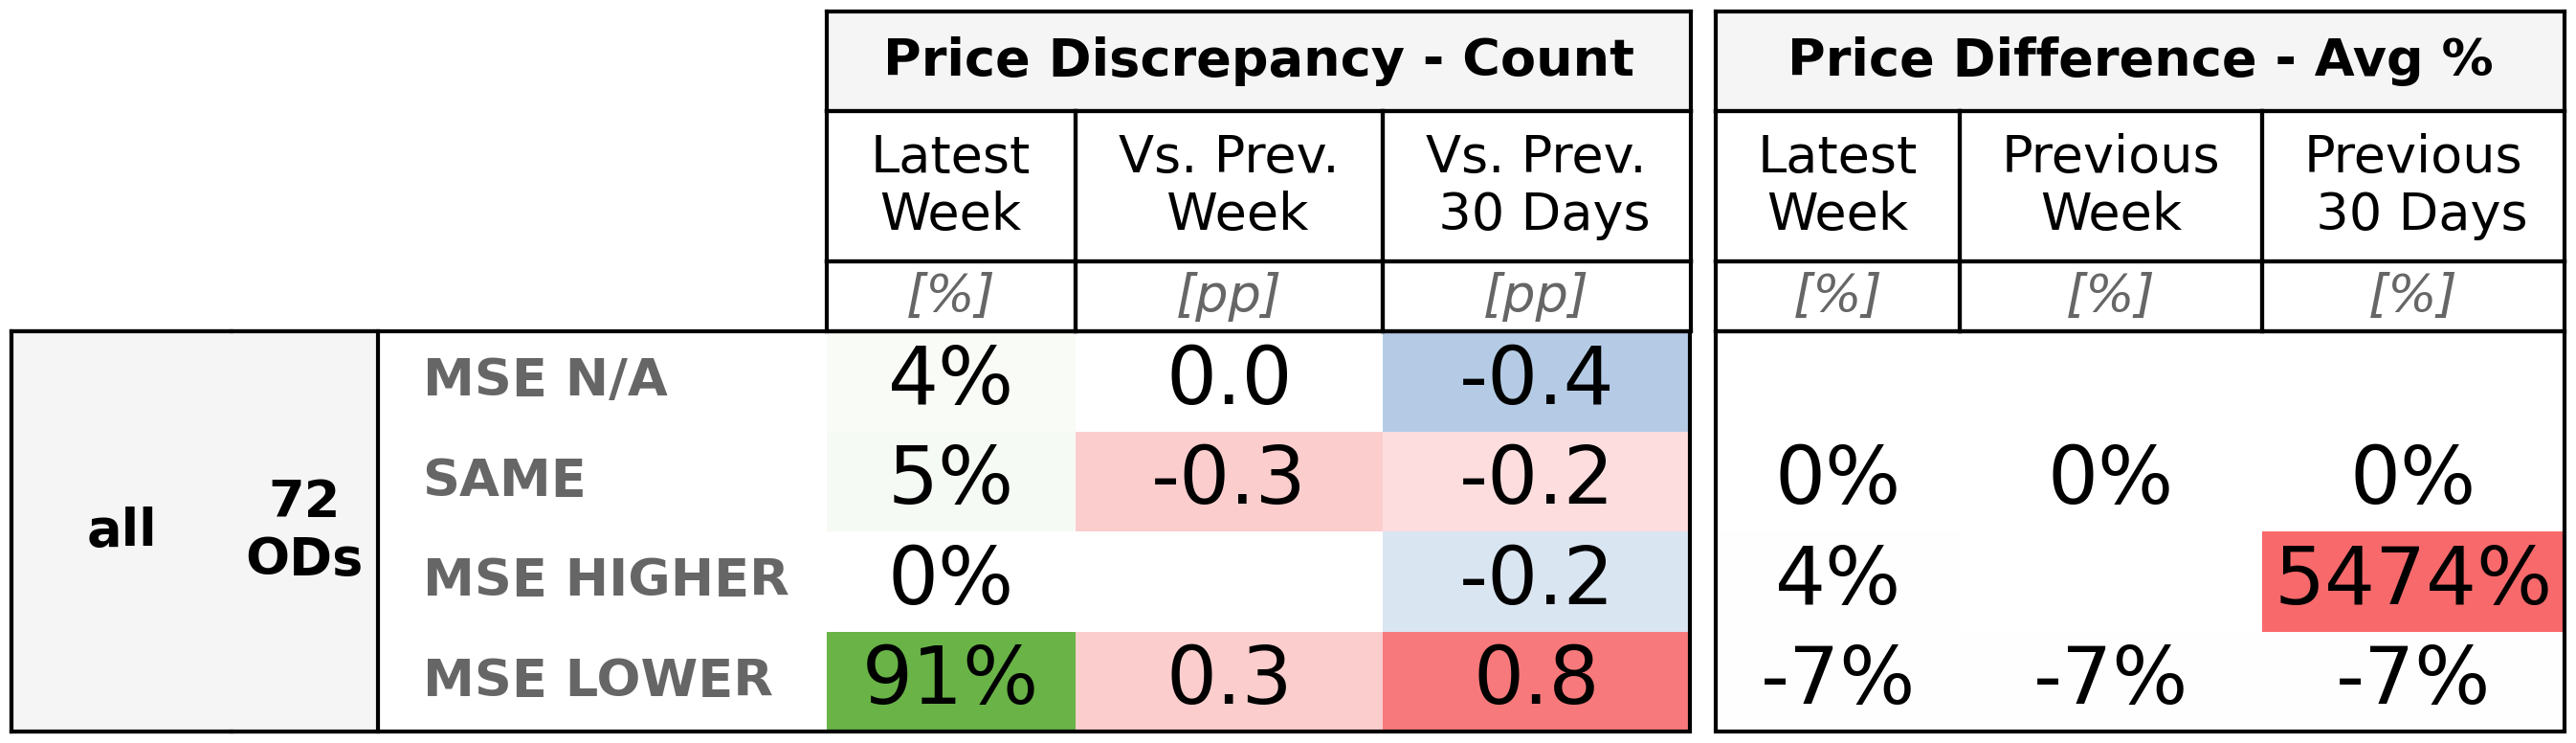 Price Discrepancy - Count Price Difference - Avg %
Latest Week Vs. Prev. Week Vs. Prev. 30 Days Latest Week Previous Week Previous 30 Days
[%] [pp] [pp] [%] [%] [%]
all 72 ODs
MSE N/A 4% 0.0 -0.4
SAME 5% -0.3 -0.2 0% 0% 0%
MSE HIGHER 0% -0.2 4% 5474%
MSE LOWER 91% 0.3 0.8 -7% -7% -7%